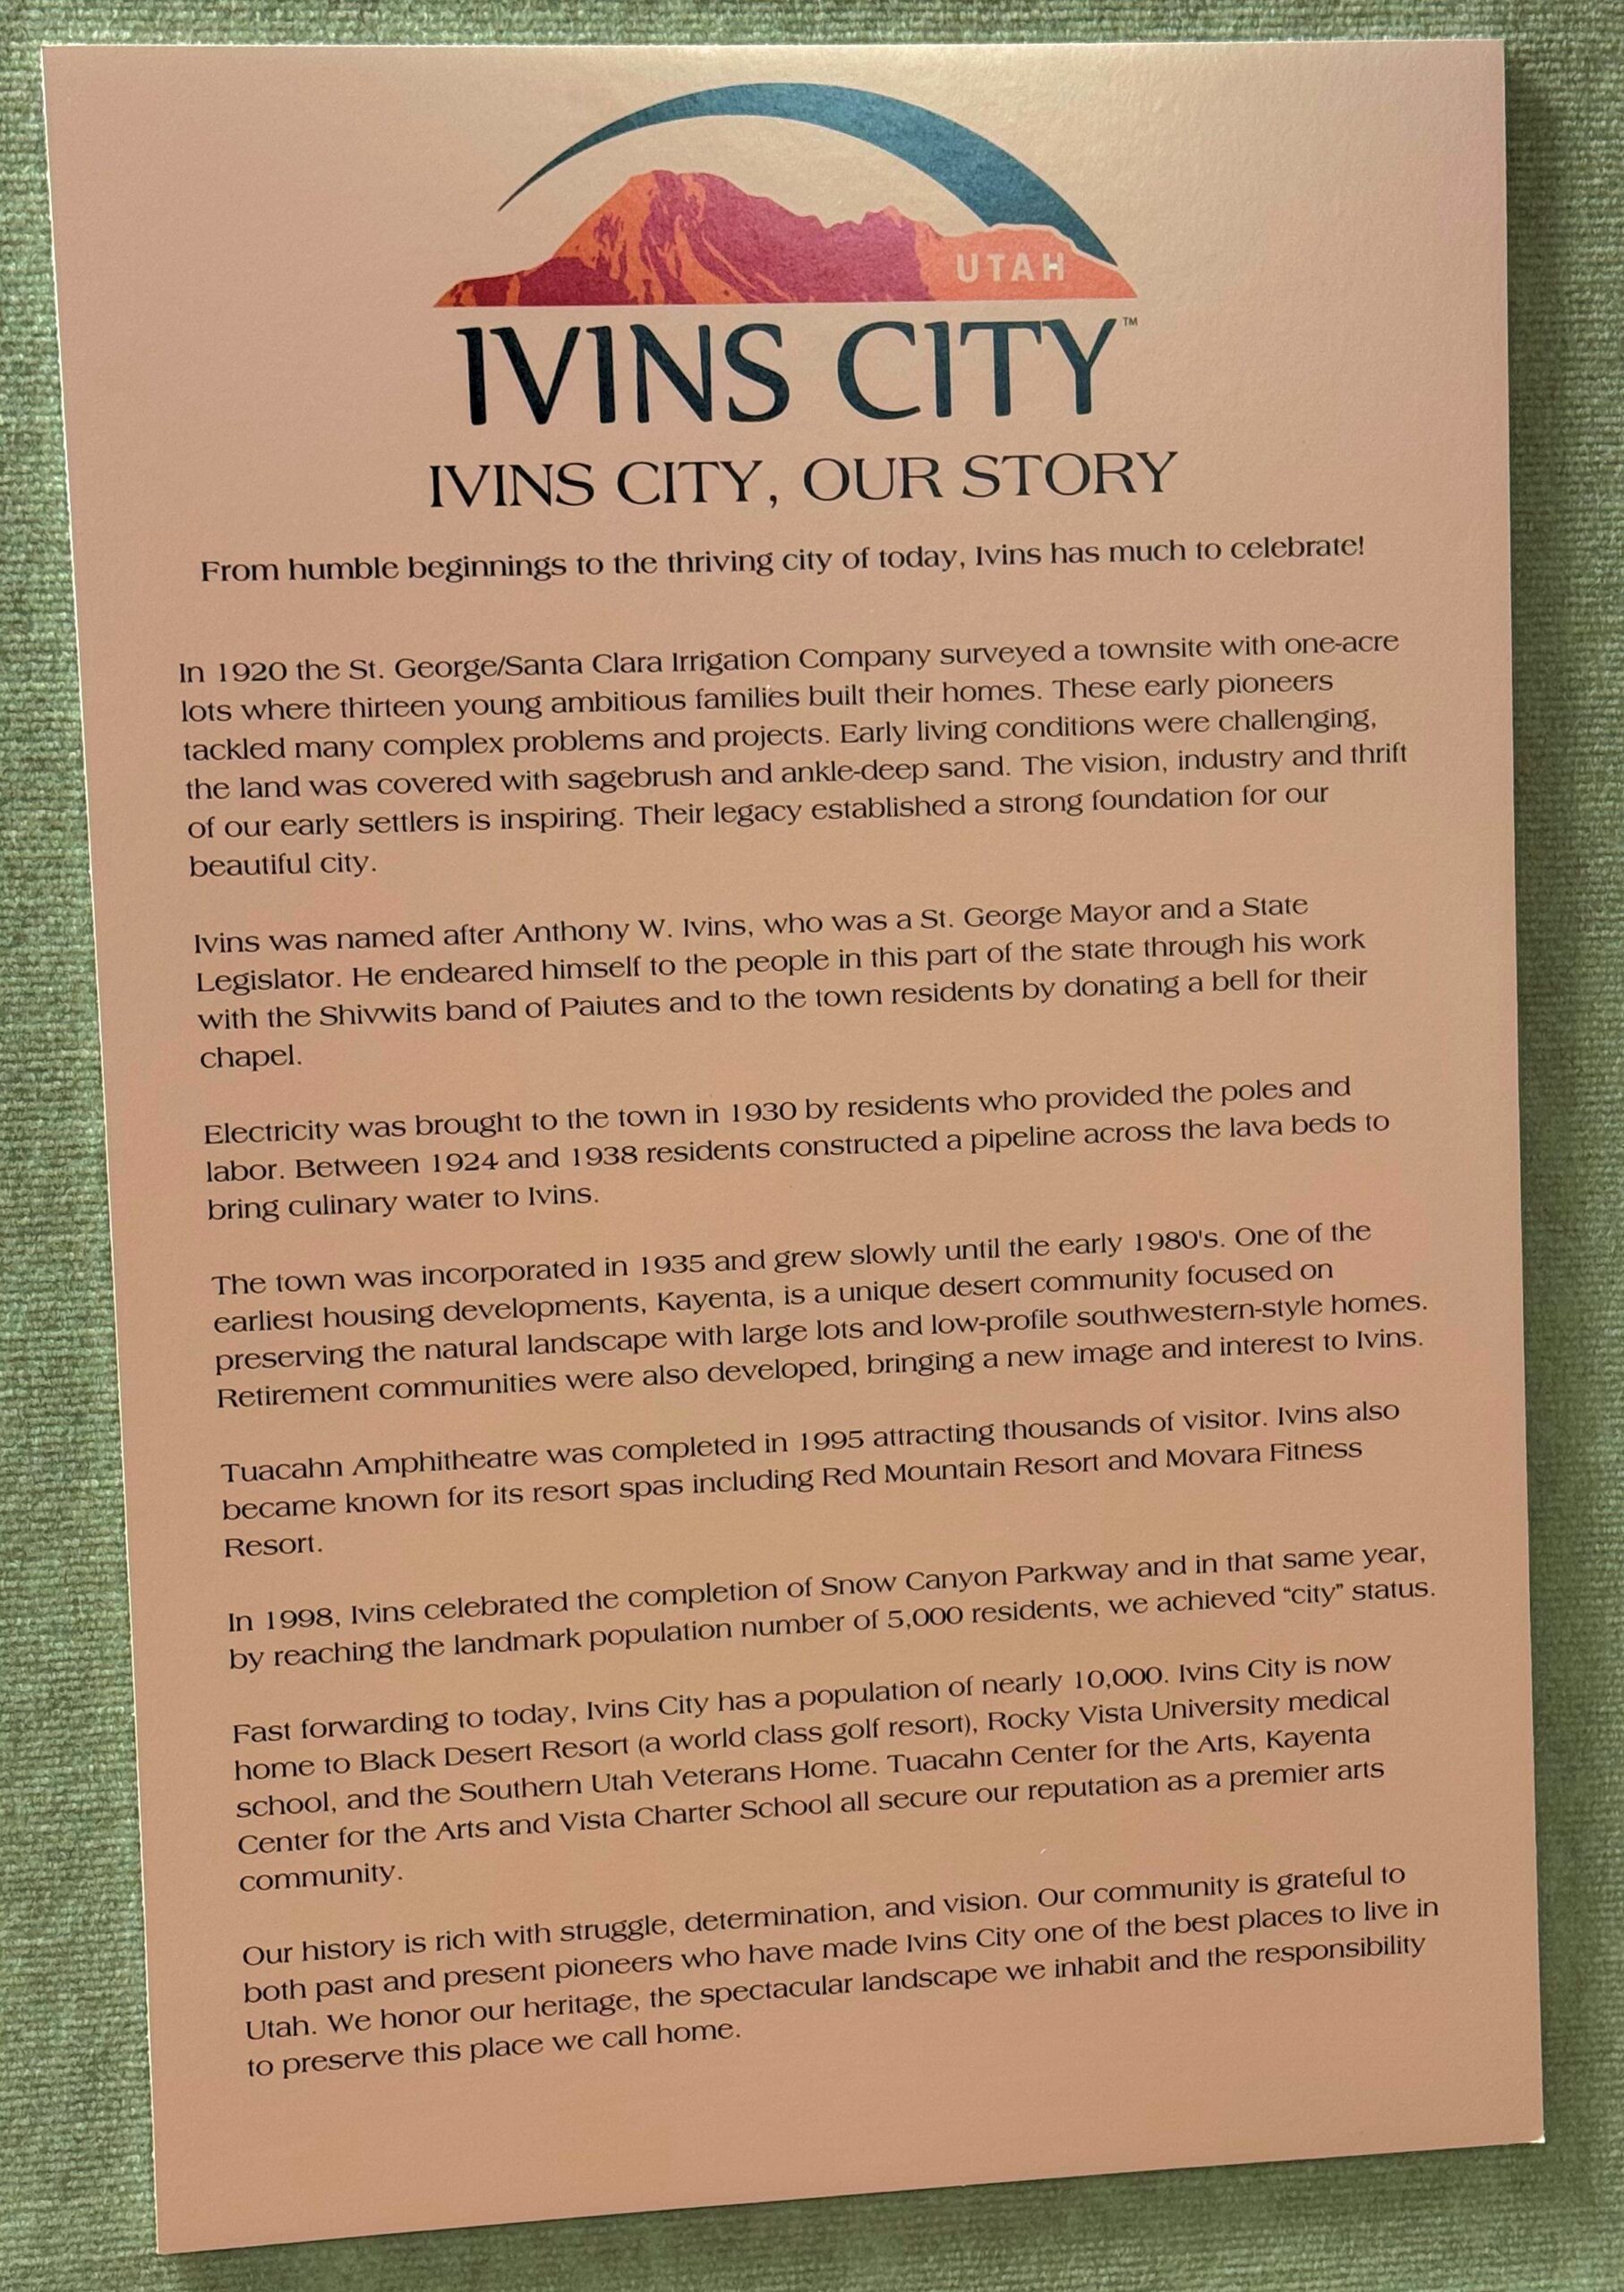 UTAH
IVINS CITY™
IVINS CITY, OUR STORY
From humble beginnings to the thriving city of today, Ivins has much to celebrate!
In 1920 the St. George/Santa Clara Irrigation Company surveyed a townsite with one-acre
lots where thirteen young ambitious families built their homes. These early pioneers
tackled many complex problems and projects. Early living conditions were challenging,
the land was covered with sagebrush and ankle-deep sand. The vision, industry and thrift
of our early settlers is inspiring. Their legacy established a strong foundation for our
beautiful city.
Ivins was named after Anthony W. Ivins, who was a St. George Mayor and a State
Legislator. He endeared himself to the people in this part of the state through his work
with the Shivwits band of Paiutes and to the town residents by donating a bell for their
chapel.
Electricity was brought to the town in 1930 by residents who provided the poles and
labor. Between 1924 and 1938 residents constructed a pipeline across the lava beds to
bring culinary water to Ivins.
The town was incorporated in 1935 and grew slowly until the early 1980's. One of the
earliest housing developments, Kayenta, is a unique desert community focused on
preserving the natural landscape with large lots and low-profile southwestern-style homes.
Retirement communities were also developed, bringing a new image and interest to Ivins.
Tuacahn Amphitheatre was completed in 1995 attracting thousands of visitor. Ivins also
became known for its resort spas including Red Mountain Resort and Movara Fitness
Resort.
In 1998, Ivins celebrated the completion of Snow Canyon Parkway and in that same year,
by reaching the landmark population number of 5,000 residents, we achieved “city” status.
Fast forwarding to today, Ivins City has a population of nearly 10,000. Ivins City is now
home to Black Desert Resort (a world class golf resort), Rocky Vista University medical
school, and the Southern Utah Veterans Home. Tuacahn Center for the Arts, Kayenta
Center for the Arts and Vista Charter School all secure our reputation as a premier arts
community.
Our history is rich with struggle, determination, and vision. Our community is grateful to
both past and present pioneers who have made Ivins City one of the best places to live in
Utah. We honor our heritage, the spectacular landscape we inhabit and the responsibility
to preserve this place we call home.